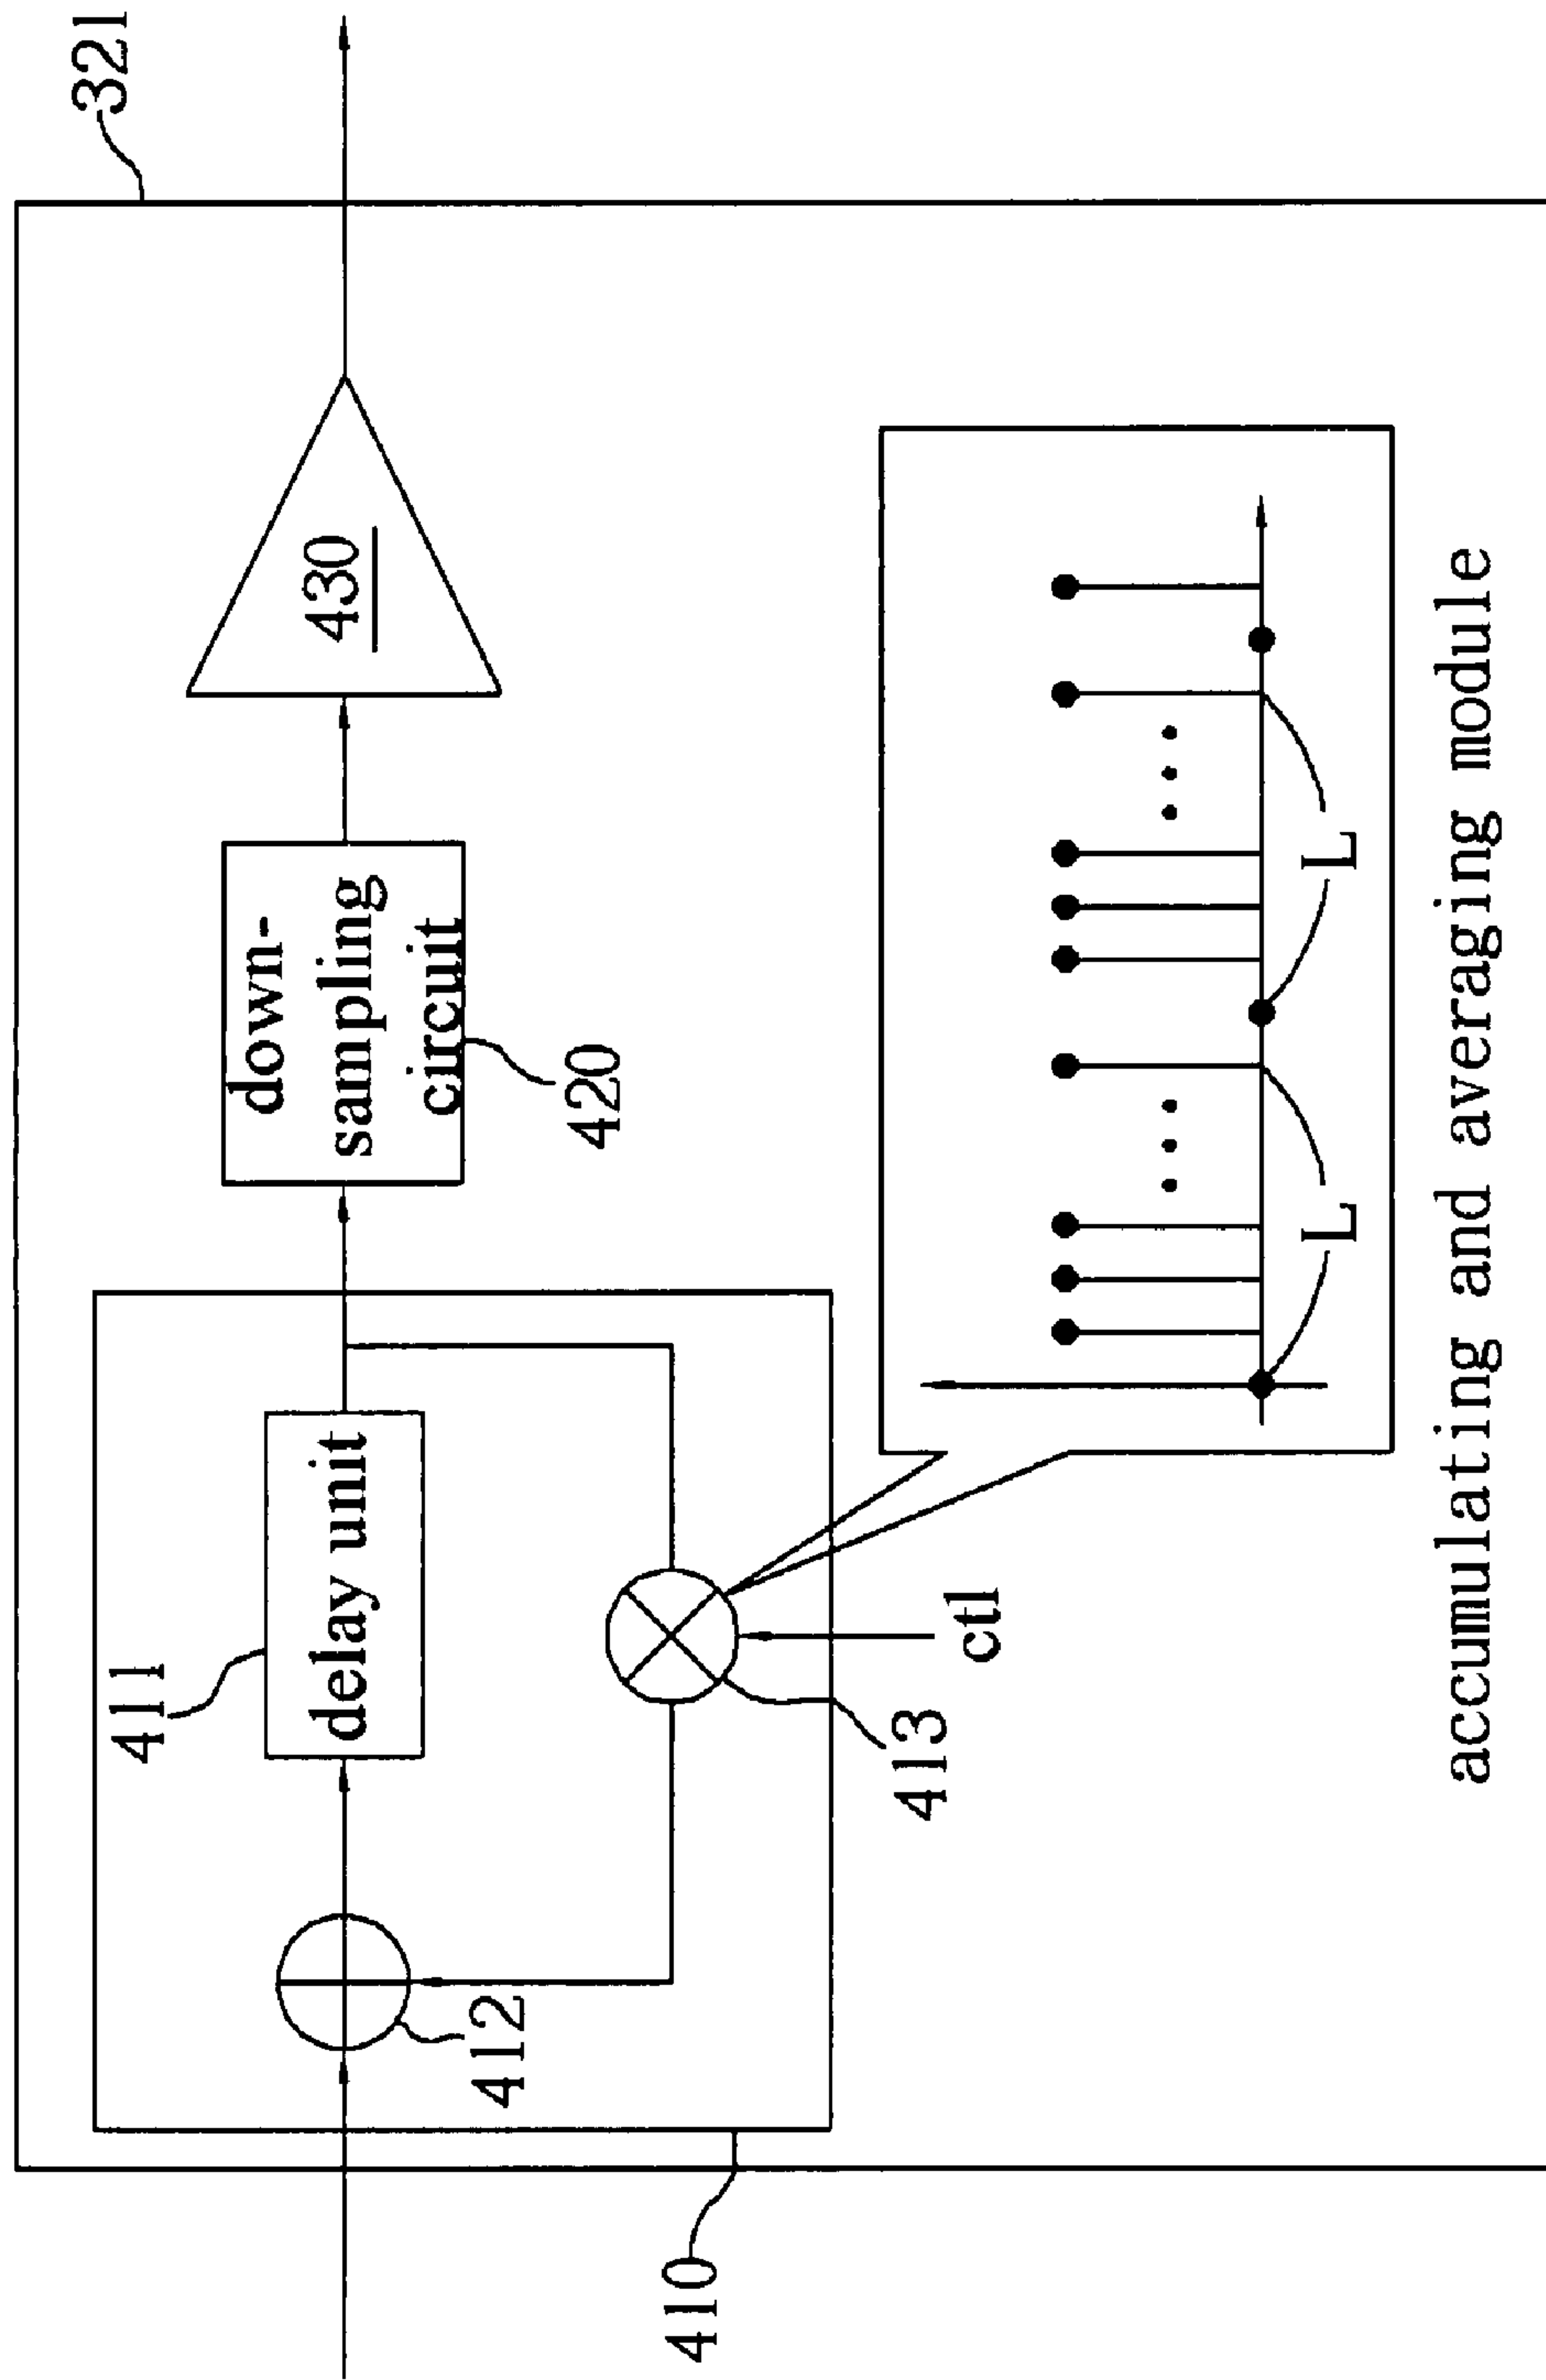 321
411
delay unit
412
413
ctl
410
down-
sampling
circuit
420
430
L
L
accumulating and averaging module